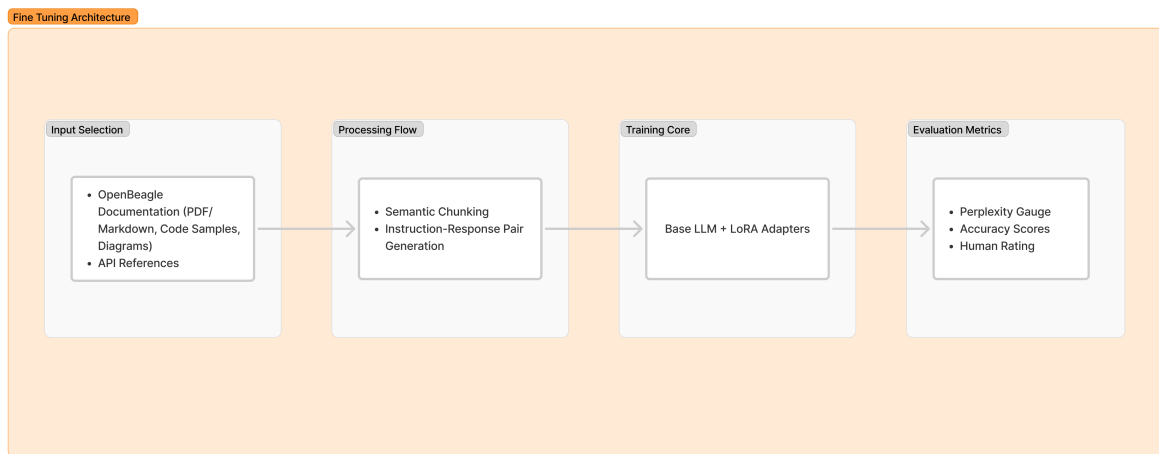 Fine Tuning Architecture
Input Selection
• OpenBeagle
Documentation (PDF/
Markdown, Code Samples,
Diagrams)
• API References
Processing Flow
• Semantic Chunking
• Instruction-Response Pair
Generation
Training Core
Base LLM + LoRA Adapters
Evaluation Metrics
• Perplexity Gauge
• Accuracy Scores
• Human Rating